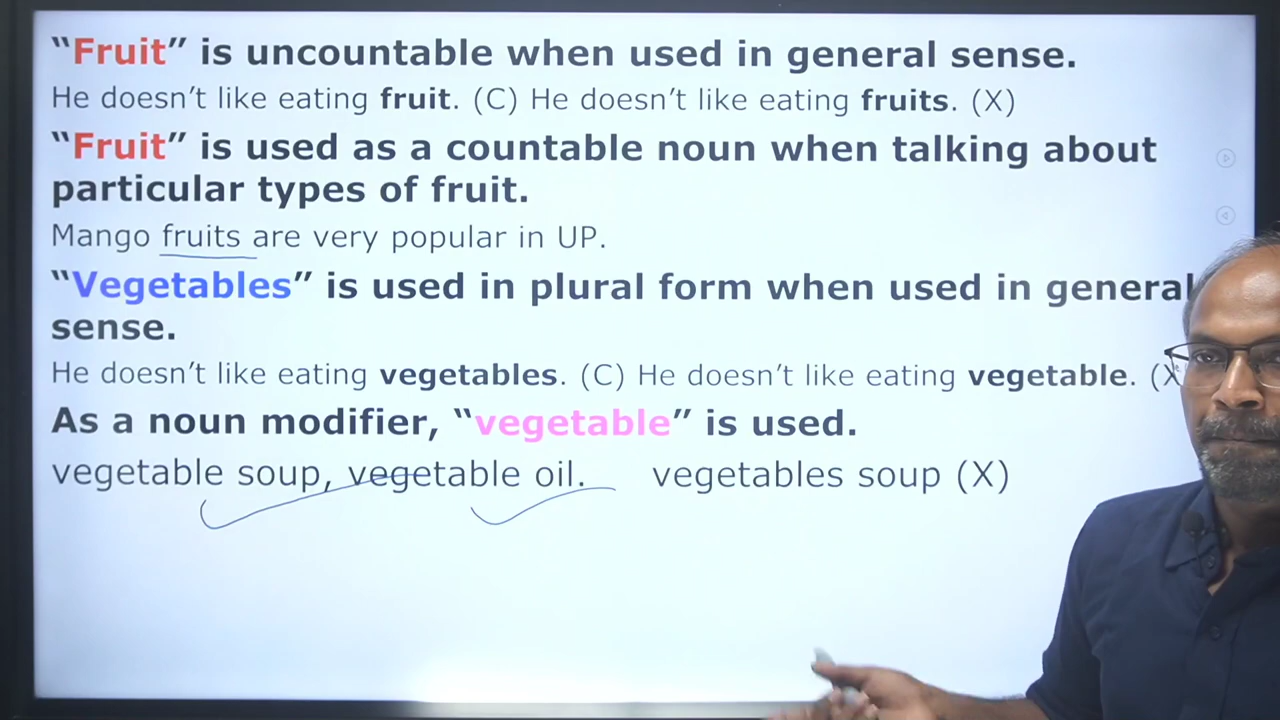 “Fruit” is uncountable when used in general sense.
He doesn’t like eating fruit. (C) He doesn’t like eating fruits. (X)
“Fruit” is used as a countable noun when talking about
particular types of fruit.
Mango fruits are very popular in UP.
“Vegetables” is used in plural form when used in general
sense.
He doesn’t like eating vegetables. (C) He doesn’t like eating vegetable. (X
As a noun modifier, “vegetable” is used.
vegetable soup, vegetable oil. vegetables soup (X)